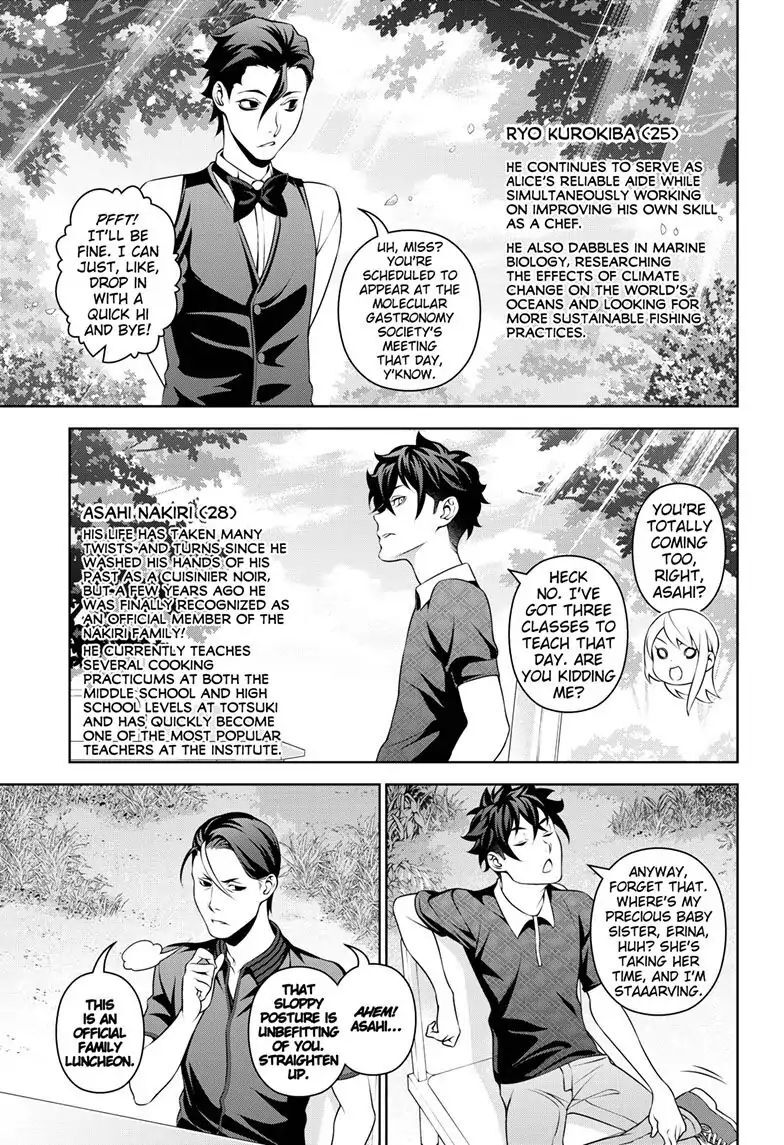 RYO KUROKIBA (25)
HE CONTINUES TO SERVE AS
ALICE'S RELIABLE AIDE WHILE
SIMULTANEOUSLY WORKING
ON IMPROVING HIS OWN SKILL
AS A CHEF.
HE ALSO DABBLES IN MARINE
BIOLOGY, RESEARCHING
THE EFFECTS OF CLIMATE
CHANGE ON THE WORLD'S
OCEANS AND LOOKING FOR
MORE SUSTAINABLE FISHING
PRACTICES.
UH, MISS?
YOU'RE
SCHEDULED TO
APPEAR AT THE
MOLECULAR
GASTRONOMY
SOCIETY'S
MEETING
THAT DAY,
Y'KNOW.
PFFT!
IT'LL BE
FINE. I CAN
JUST, LIKE,
DROP IN
WITH A
QUICK HI
AND BYE!
YOU'RE
TOTALLY
COMING
TOO,
RIGHT,
ASAHI?
HECK
NO. I'VE
GOT THREE
CLASSES TO
TEACH THAT
DAY. ARE
YOU KIDDING
ME?
ASAHI NAKIRI (28)
HIS LIFE HAS TAKEN MANY
TWISTS AND TURNS SINCE HE
WASHED HIS HANDS OF HIS
PAST AS A CUISINIER NOIR,
BUT A FEW YEARS AGO HE
WAS FINALLY RECOGNIZED AS
AN OFFICIAL MEMBER OF THE
NAKIRI FAMILY!
HE CURRENTLY TEACHES
SEVERAL COOKING
PRACTICUMS AT BOTH THE
MIDDLE SCHOOL AND HIGH
SCHOOL LEVELS AT TOTSUKI
AND HAS QUICKLY BECOME
ONE OF THE MOST POPULAR
TEACHERS AT THE INSTITUTE.
ANYWAY,
FORGET THAT.
WHERE'S MY
PRECIOUS BABY
SISTER, ERINA,
HUH? SHE'S
TAKING HER
TIME, AND I'M
STAAARVING.
AHEM!
ASAHI...
THAT
SLOPPY
POSTURE IS
UNBEFITTING
OF YOU.
STRAIGHTEN
UP.
THIS IS
AN
OFFICIAL
FAMILY
LUNCHEON.